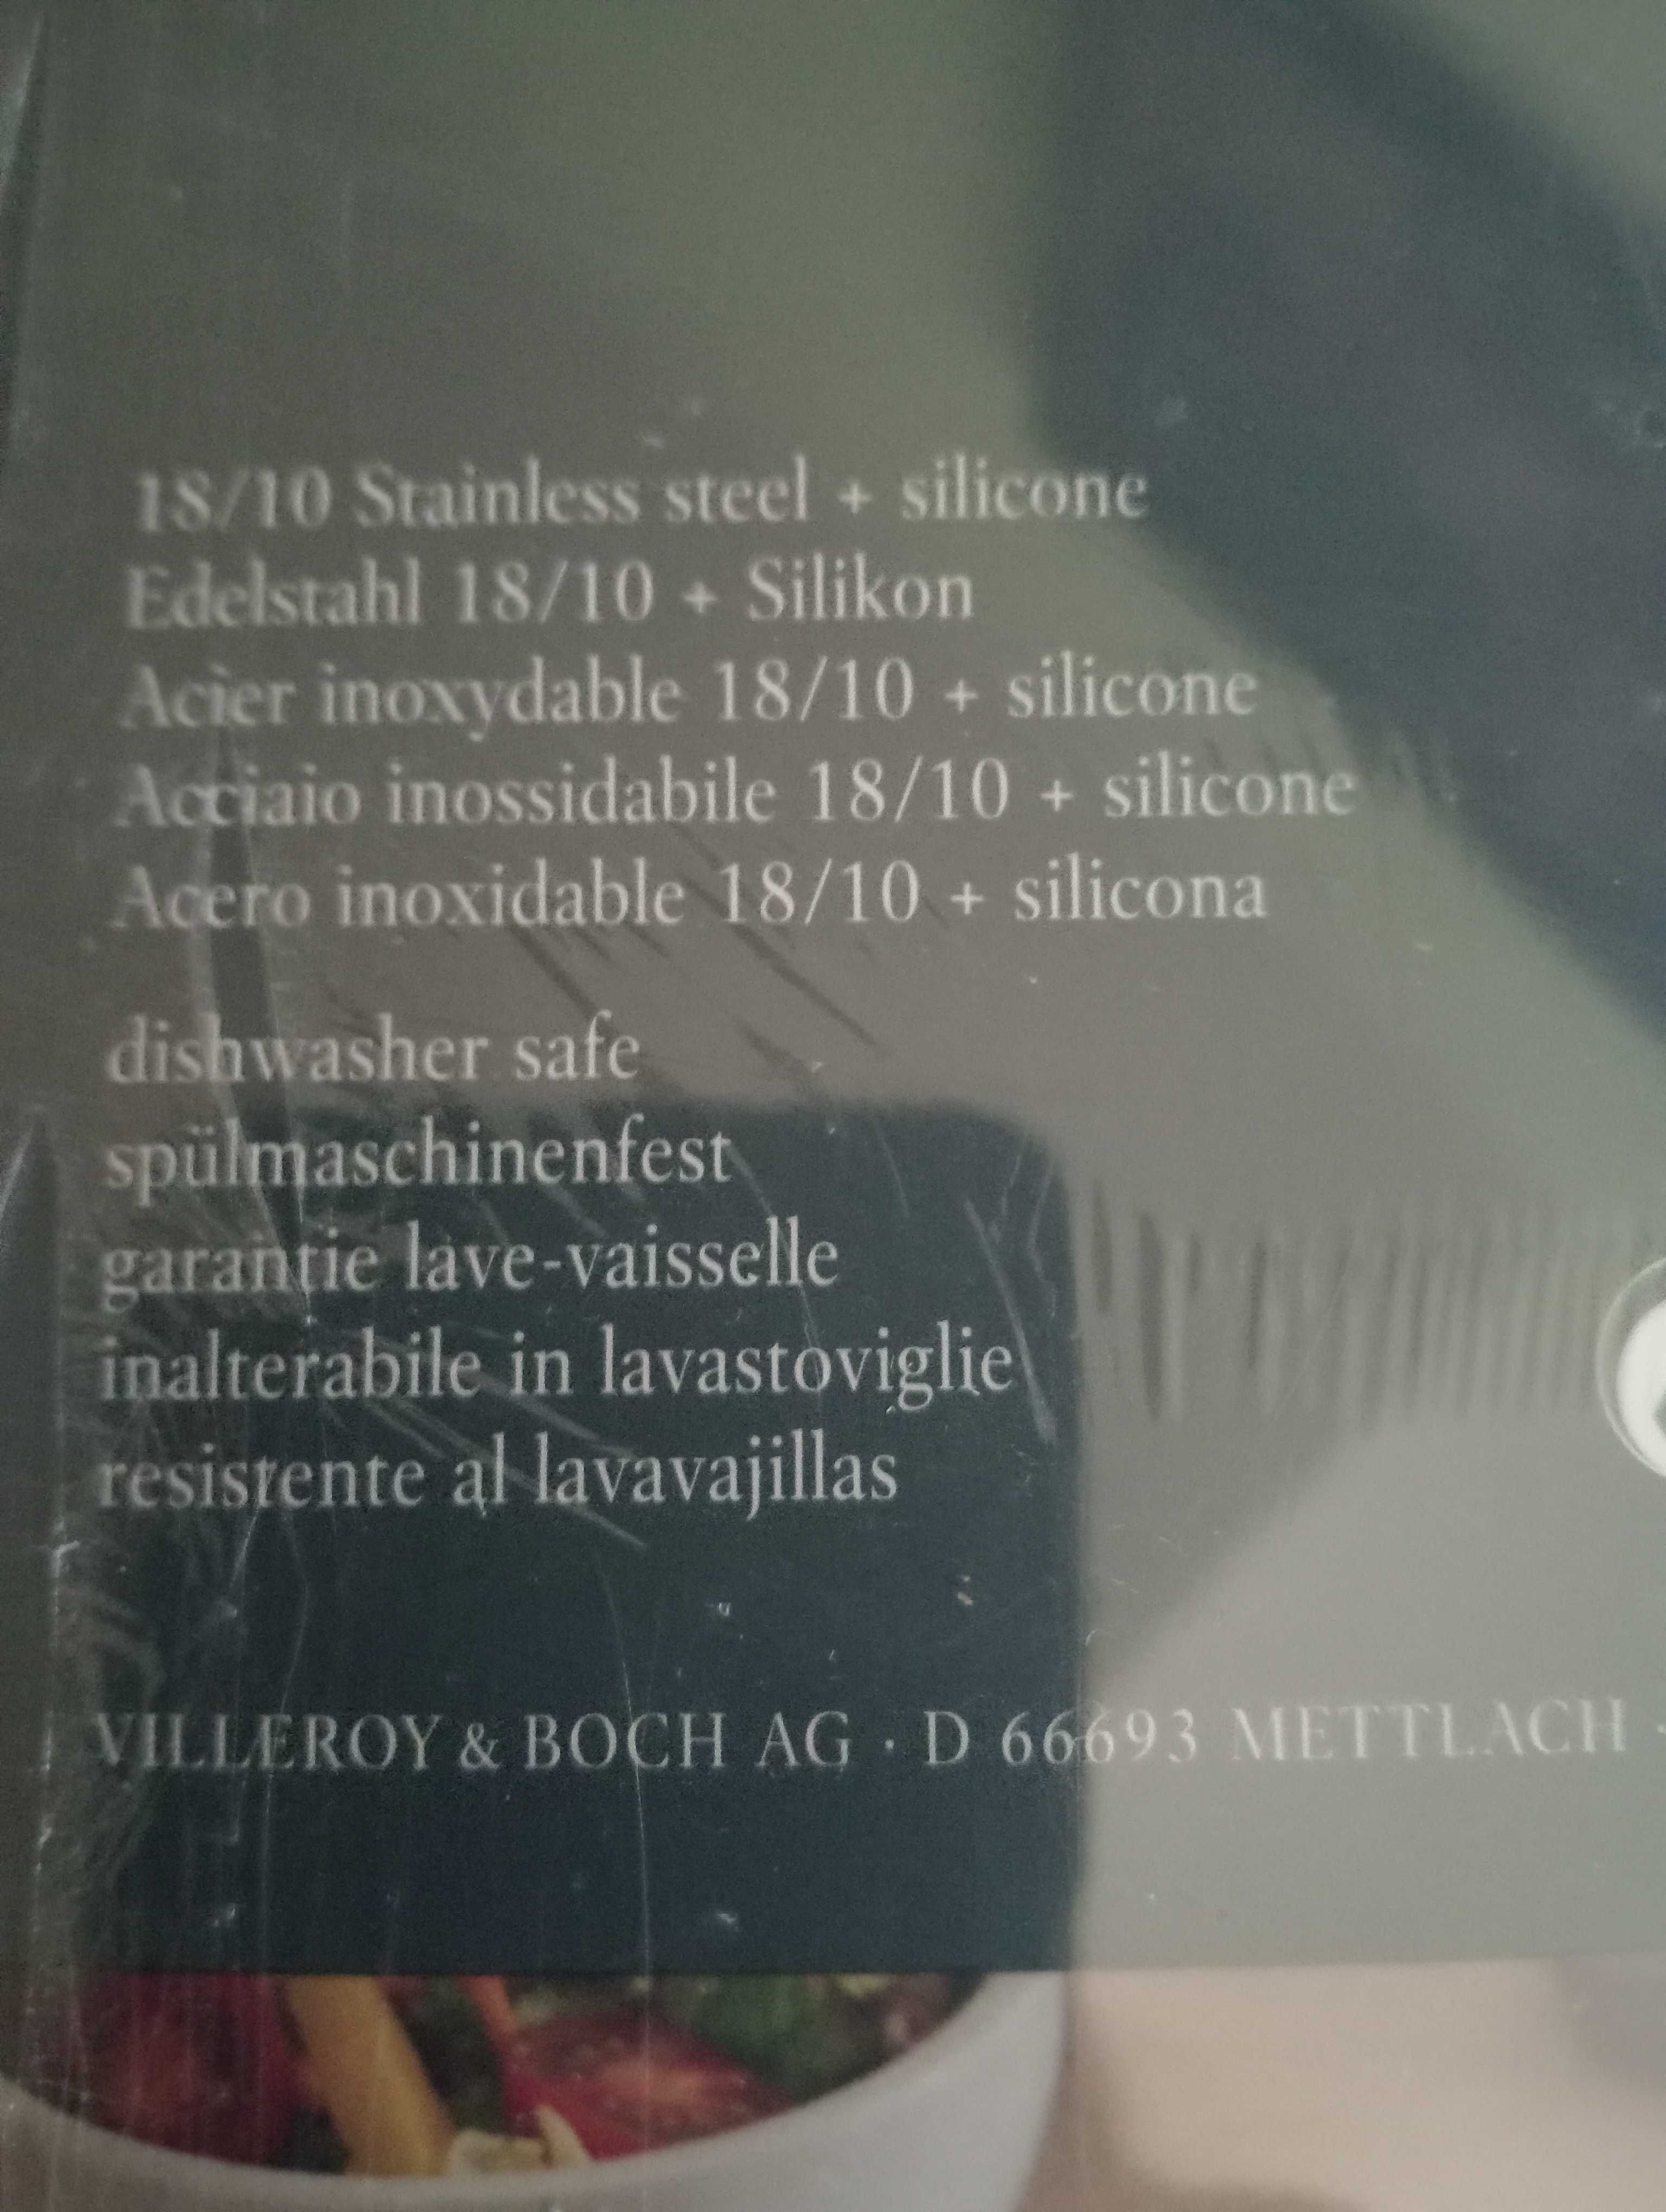 18/10 Stainless steel + silicone
Edelstahl 18/10 + Silikon
Acier inoxydable 18/10 + silicone
Acciaio inossidabile 18/10 + silicone
Acero inoxidable 18/10 + silicona
dishwasher safe
spülmaschinenfest
garantie lave-vaisselle
inalterabile in lavastoviglie
resistente al lavavajillas
VILLEROY & BOCH AG · D 66693 METTLACH ·